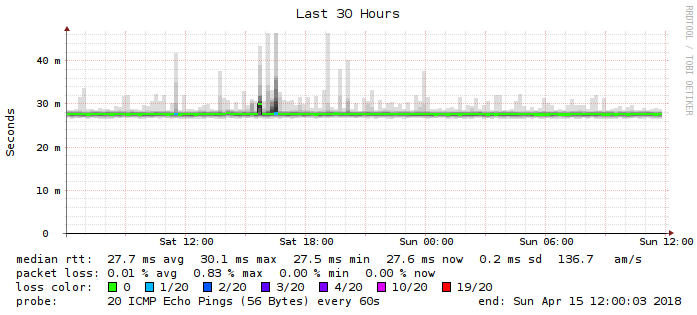 Last 30 Hours
RRDTOOL / TOBI OETIKER
Seconds
40 m
30 m
20 m
10 m
0
Sat 12:00 Sat 18:00 Sun 00:00 Sun 06:00 Sun 12:00
median rtt: 27.7 ms avg 30.1 ms max 27.5 ms min 27.6 ms now 0.2 ms sd 136.7 am/s
packet loss: 0.01 % avg 0.83 % max 0.00 % min 0.00 % now
loss color: 0 1/20 2/20 3/20 4/20 10/20 19/20
probe: 20 ICMP Echo Pings (56 Bytes) every 60s end: Sun Apr 15 12:00:03 2018